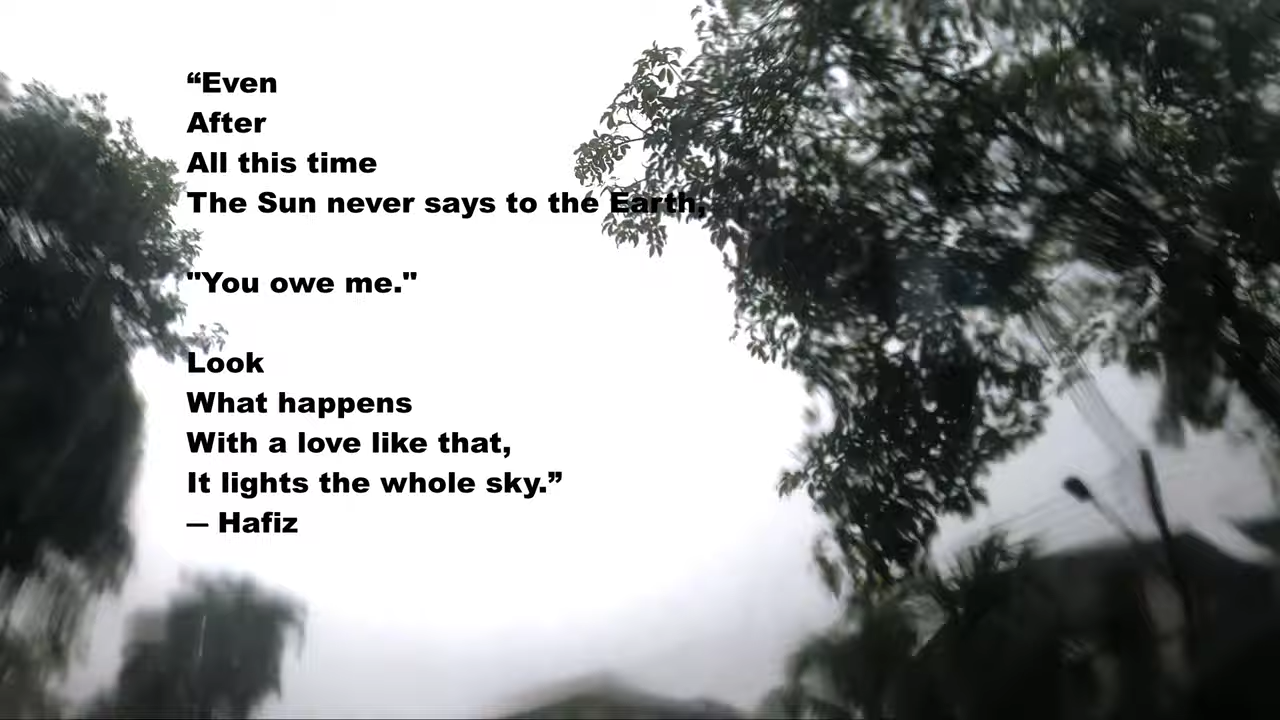 “Even
After
All this time
The Sun never says to the Earth,
"You owe me."
Look
What happens
With a love like that,
It lights the whole sky.”
— Hafiz